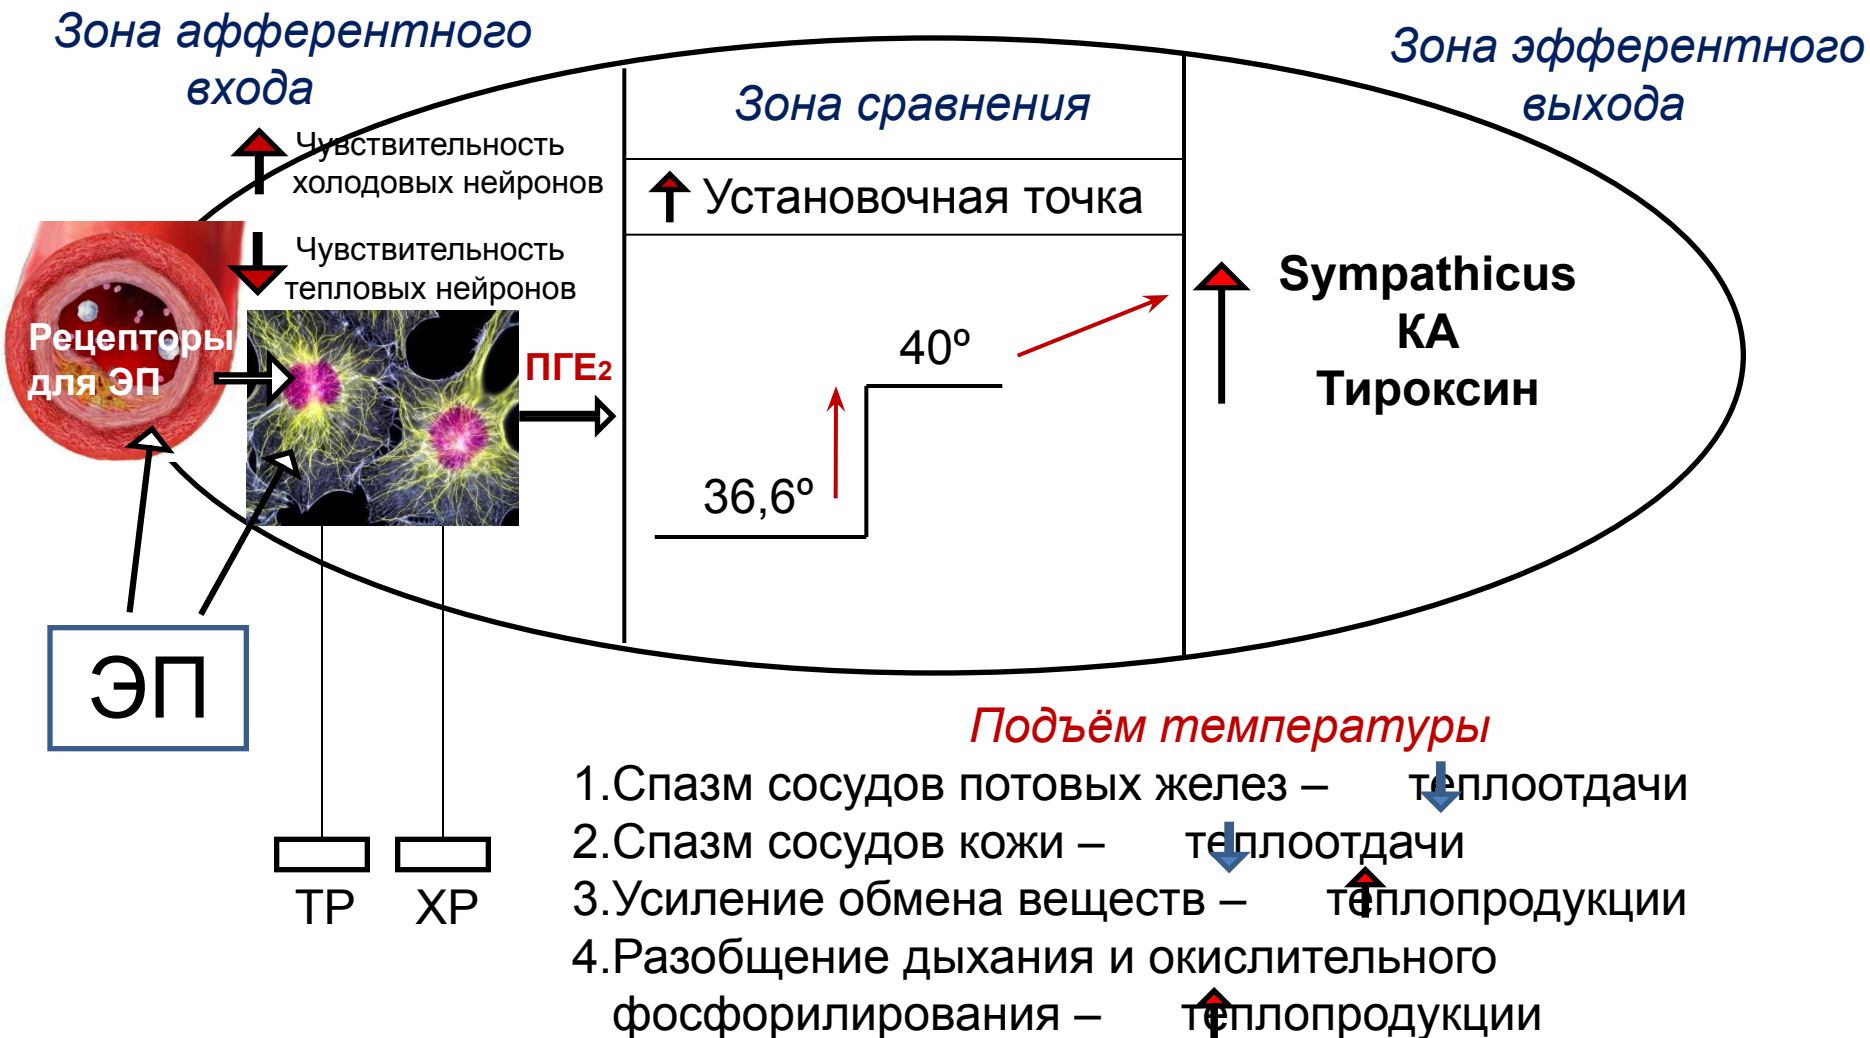 Зона афферентного
входа
Зона сравнения
Зона эфферентного
выхода
Чувствительность
холодовых нейронов
Чувствительность
тепловых нейронов
Установочная точка
Рецепторы
для ЭП
ПГЕ2
40º
36,6º
Sympathicus
КА
Тироксин
ЭП
ТР ХР
Подъём температуры
1.Спазм сосудов потовых желез – теплоотдачи
2.Спазм сосудов кожи – теплоотдачи
3.Усиление обмена веществ – теплопродукции
4.Разобщение дыхания и окислительного
фосфорилирования – теплопродукции